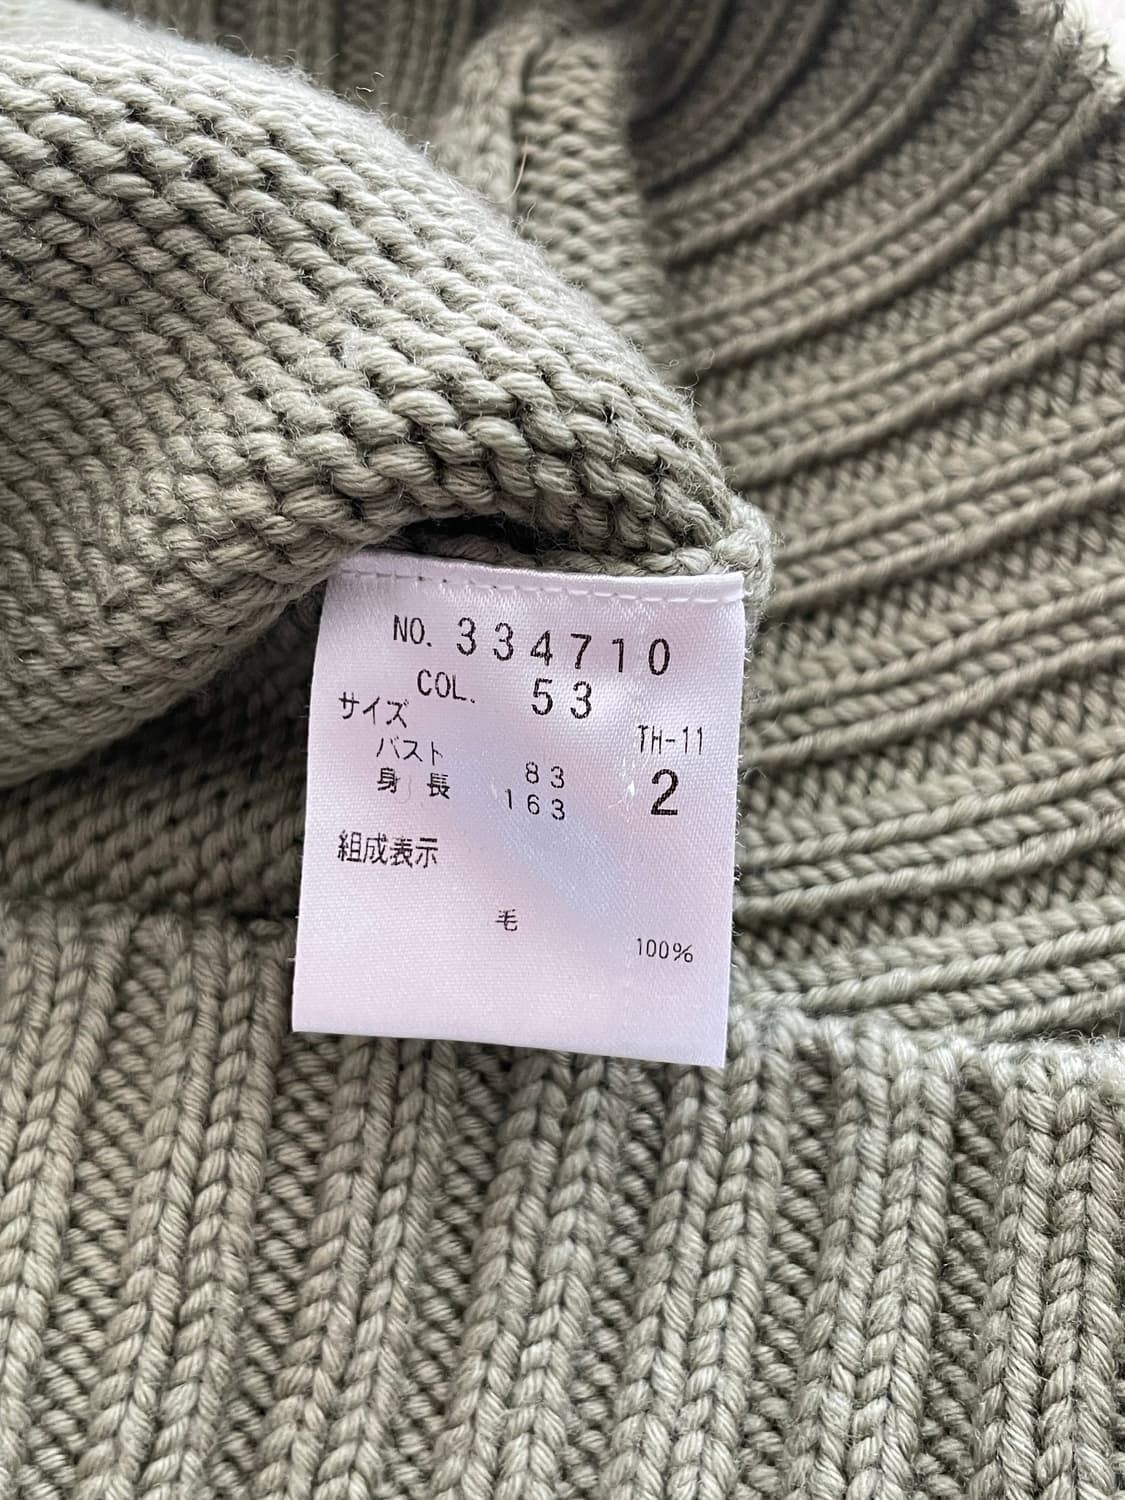 NO. 334710
COL. 53
サイズ TH-11
バスト 83
身長 163 2
組成表示
毛
100%